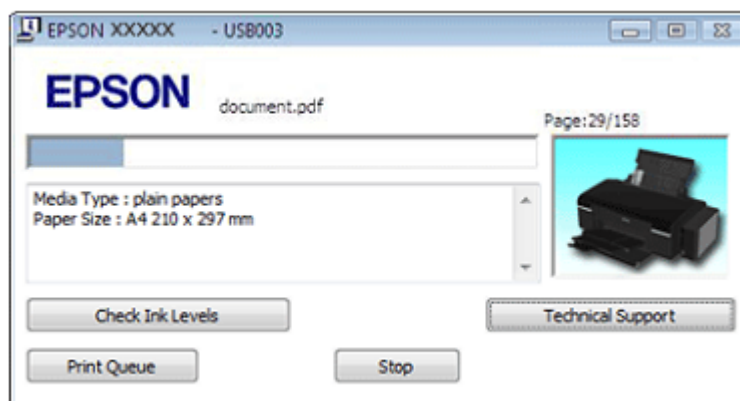 EPSON XXXXX - USB003
EPSON
document.pdf
Page:29/158
Media Type : plain papers
Paper Size : A4 210 x 297 mm
Check Ink Levels
Technical Support
Print Queue
Stop